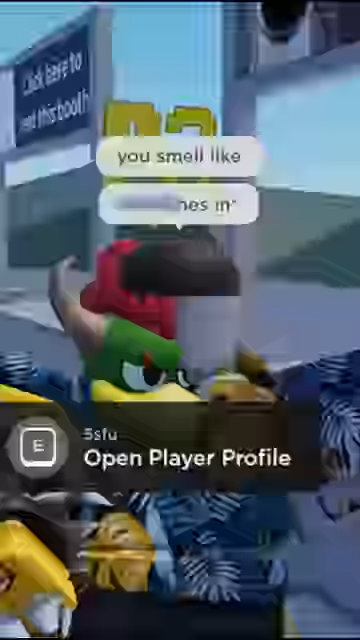 Click here to
rent this booth
you smell like
5sfu
E
Open Player Profile